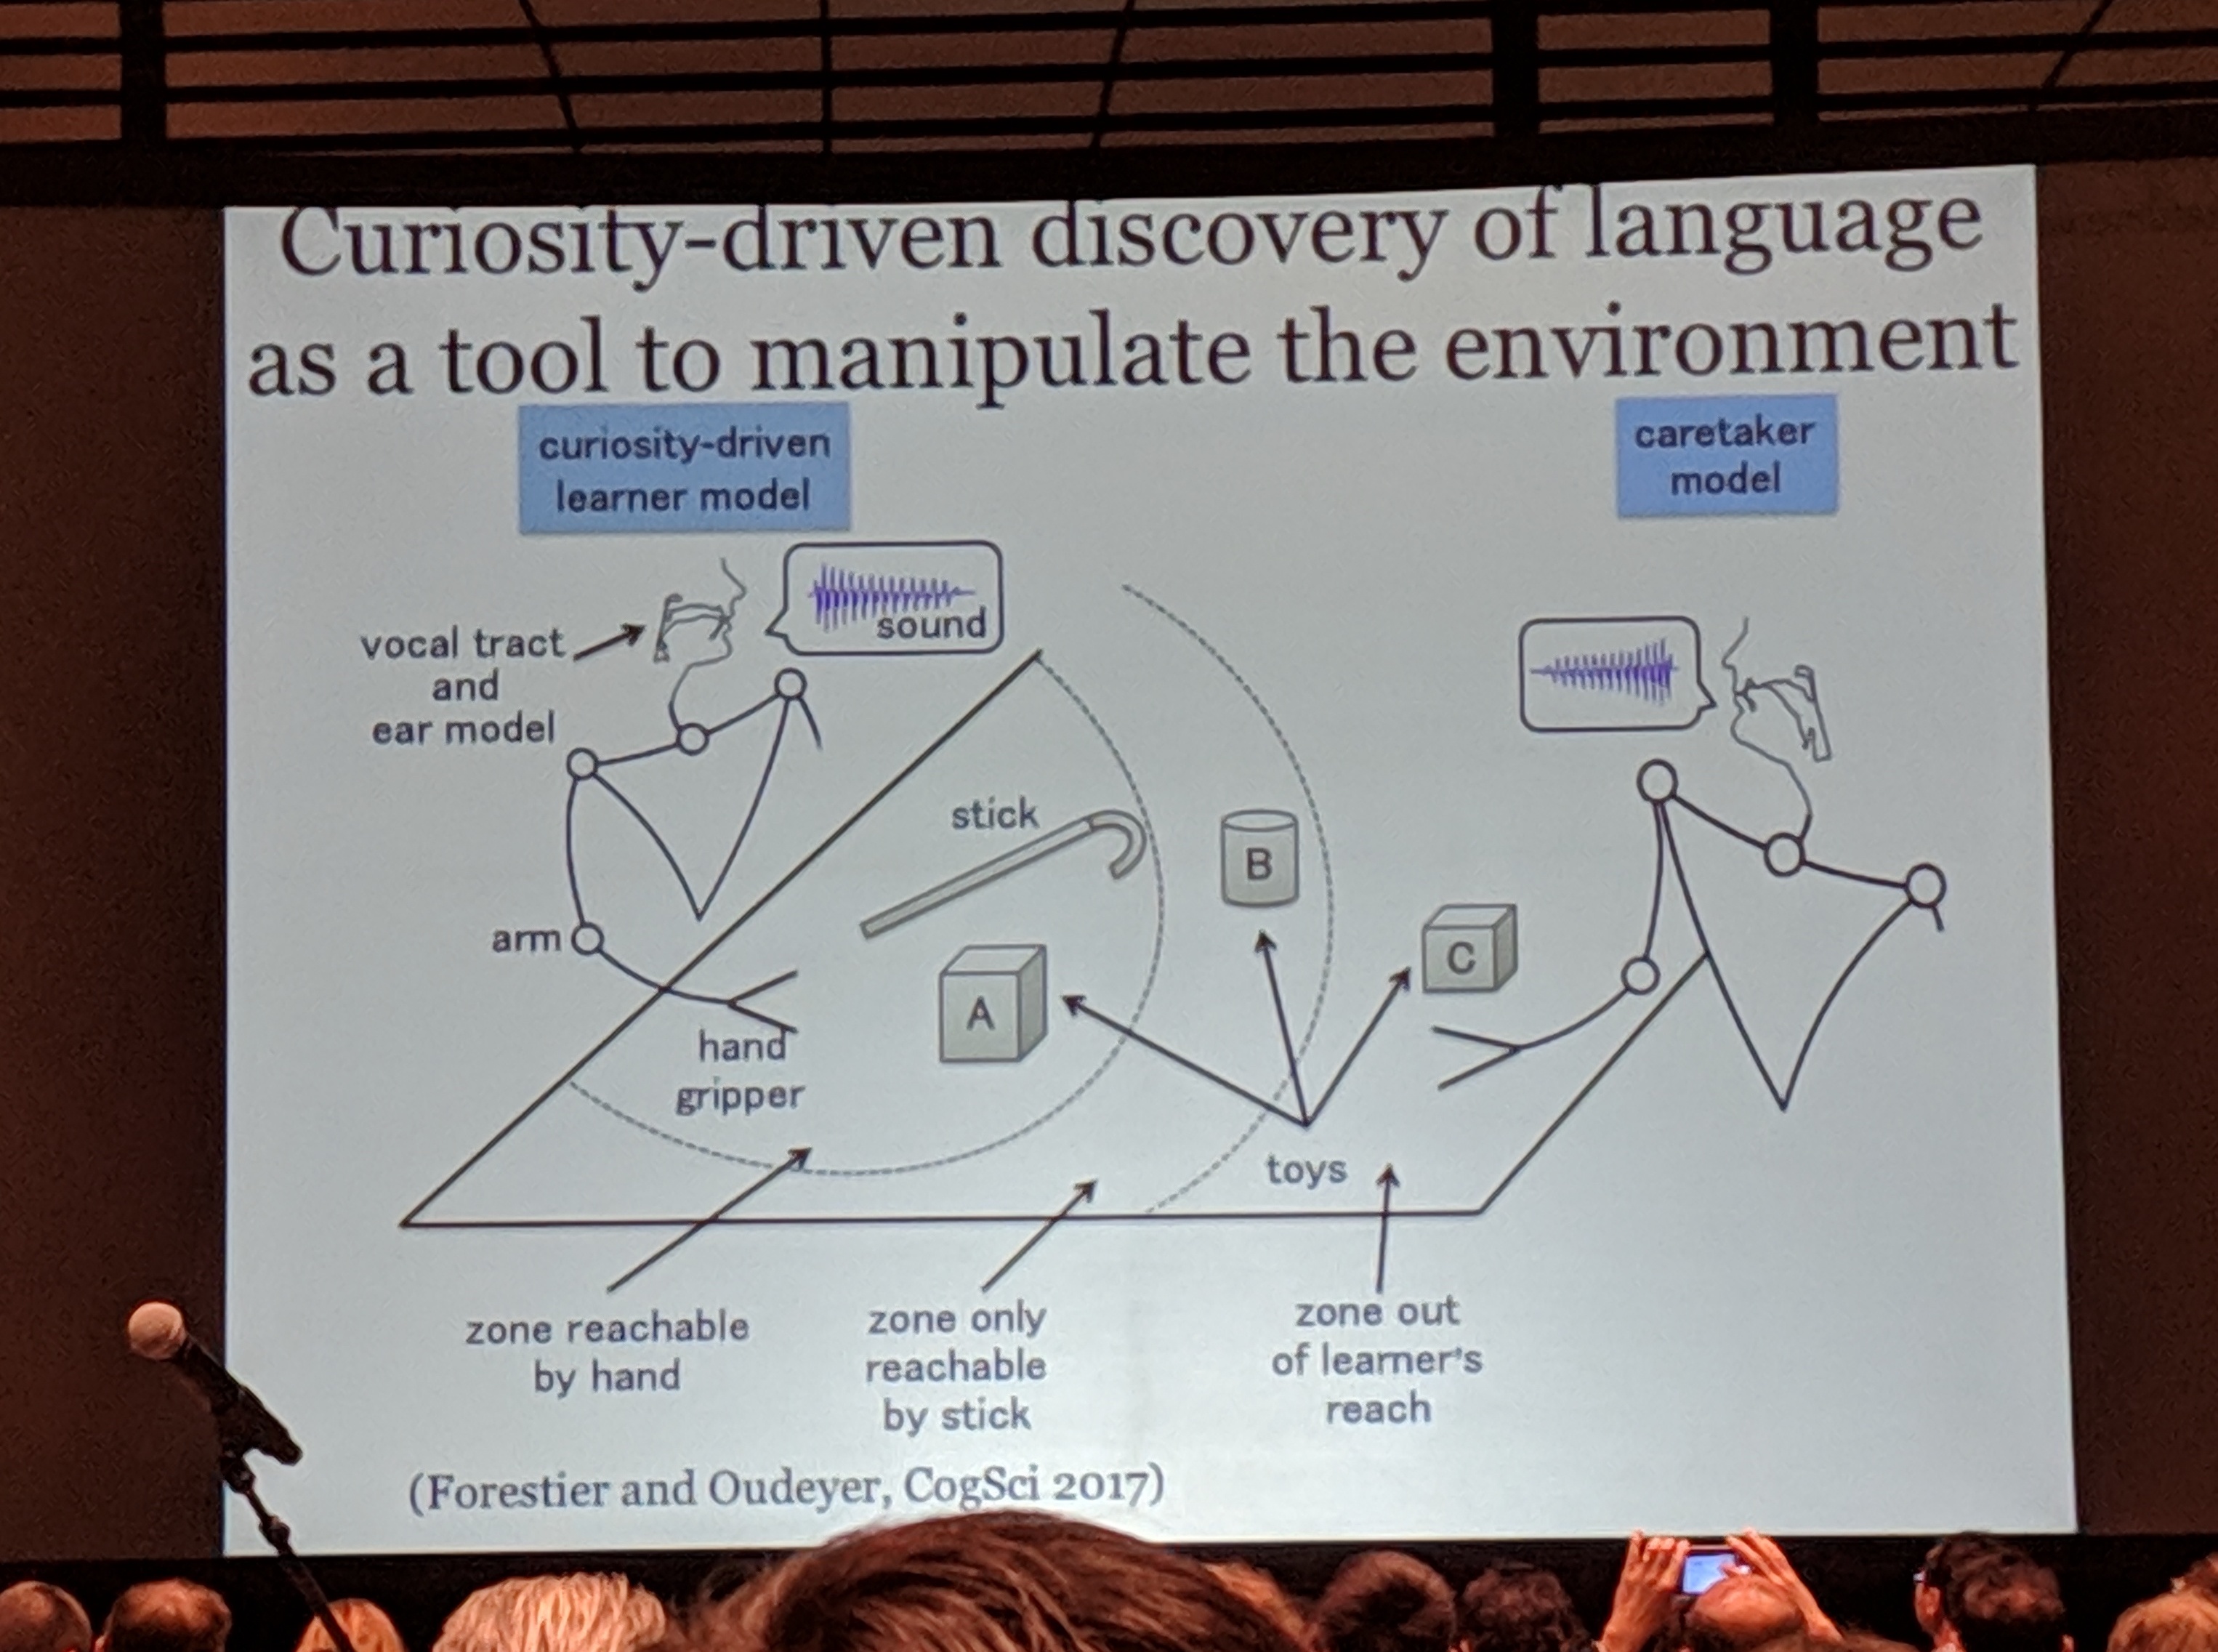 Curiosity-driven discovery of language
as a tool to manipulate the environment
curiosity-driven
learner model
caretaker
model
sound
vocal tract
and
ear model
stick
B
C
arm
A
hand
gripper
toys
zone reachable
by hand
zone only
reachable
by stick
zone out
of learner's
reach
(Forestier and Oudeyer, CogSci 2017)